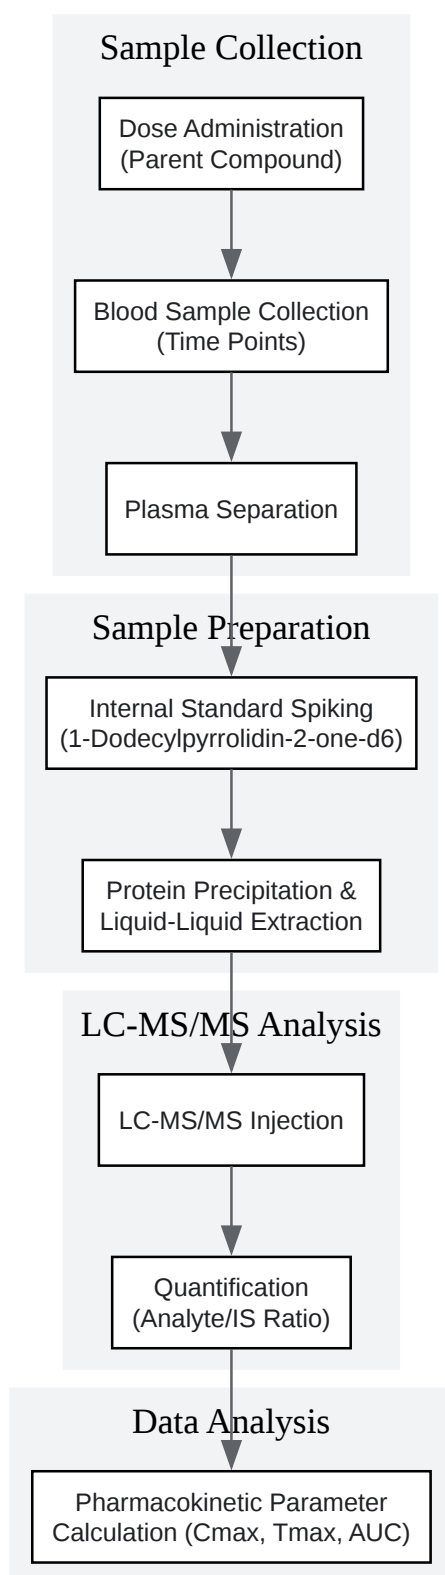 Sample Collection
Dose Administration
(Parent Compound)
Blood Sample Collection
(Time Points)
Plasma Separation
Sample Preparation
Internal Standard Spiking
(1-Dodecylpyrrolidin-2-one-d6)
Protein Precipitation &
Liquid-Liquid Extraction
LC-MS/MS Analysis
LC-MS/MS Injection
Quantification
(Analyte/IS Ratio)
Data Analysis
Pharmacokinetic Parameter
Calculation (Cmax, Tmax, AUC)